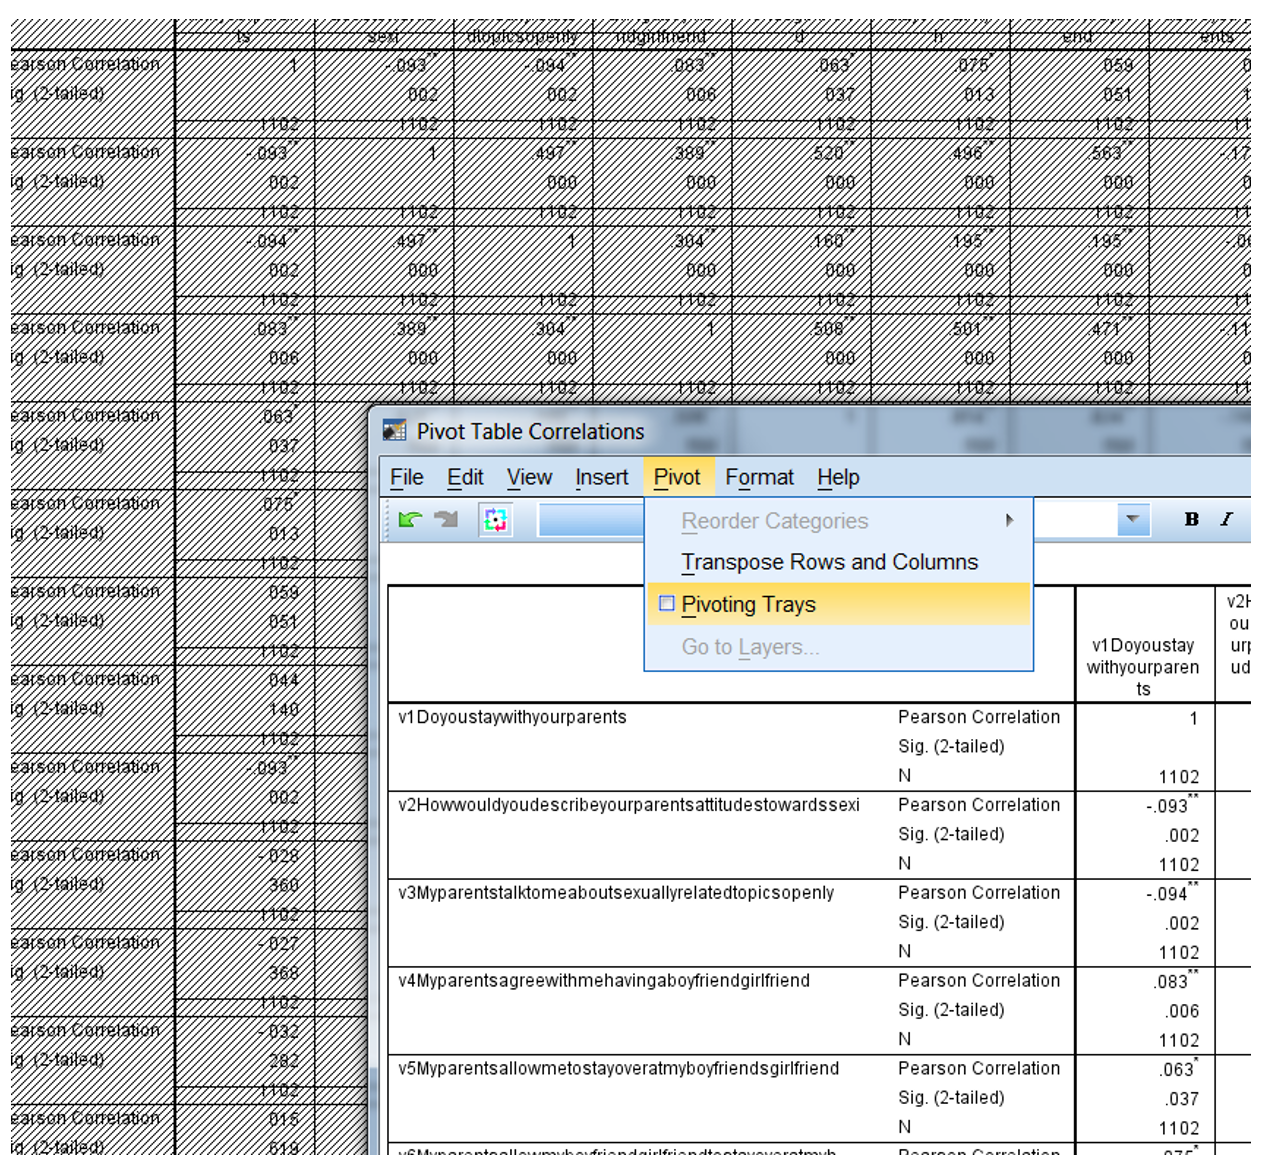 ts sexi dtopicsopenly ndgirlfriend d h end ents
earson Correlation 1 -.093** -.094** .083** .063* .075* .059
ig. (2-tailed) .002 .002 .006 .037 .013 .051
1102 1102 1102 1102 1102 1102 1102
earson Correlation -.093** 1 .497** .389** .520** .496** .563** -.17
ig. (2-tailed) .002 .000 .000 .000 .000 .000
1102 1102 1102 1102 1102 1102 1102
earson Correlation -.094** .497** 1 .304** .160** .195** .195** -.06
ig. (2-tailed) .002 .000 .000 .000 .000 .000
1102 1102 1102 1102 1102 1102 1102
earson Correlation .083** .389** .304** 1 .508** .501** .471** -.11
ig. (2-tailed) .006 .000 .000 .000 .000 .000
1102 1102 1102 1102 1102 1102 1102
earson Correlation .063*
ig. (2-tailed) .037
1102
earson Correlation .075*
ig. (2-tailed) .013
1102
earson Correlation .059
ig. (2-tailed) .051
1102
earson Correlation .044
ig. (2-tailed) .140
1102
earson Correlation -.093**
ig. (2-tailed) .002
1102
earson Correlation -.028
ig. (2-tailed) .360
1102
earson Correlation -.027
ig. (2-tailed) .368
1102
earson Correlation -.032
ig. (2-tailed) .282
1102
earson Correlation .015
ig. (2-tailed) .619
Pivot Table Correlations
File Edit View Insert Pivot Format Help
B I
Reorder Categories
Transpose Rows and Columns
Pivoting Trays
Go to Layers...
v1Doyoustay
withyourparen
ts
v2H
ou
urp
ud
v1Doyoustaywithyourparents Pearson Correlation 1
Sig. (2-tailed)
N 1102
v2Howwouldyoudescribeyourparentsattitudestowardssexi Pearson Correlation -.093**
Sig. (2-tailed) .002
N 1102
v3Myparentstalktomeaboutsexuallyrelatedtopicsopenly Pearson Correlation -.094**
Sig. (2-tailed) .002
N 1102
v4Myparentsagreewithmehavingaboyfriendgirlfriend Pearson Correlation .083**
Sig. (2-tailed) .006
N 1102
v5Myparentsallowmetostayoveratmyboyfriendsgirlfriend Pearson Correlation .063*
Sig. (2-tailed) .037
N 1102
v6Myparentsallowmyboyfriendgirlfriendtostayoveratmyh Pearson Correlation .075*